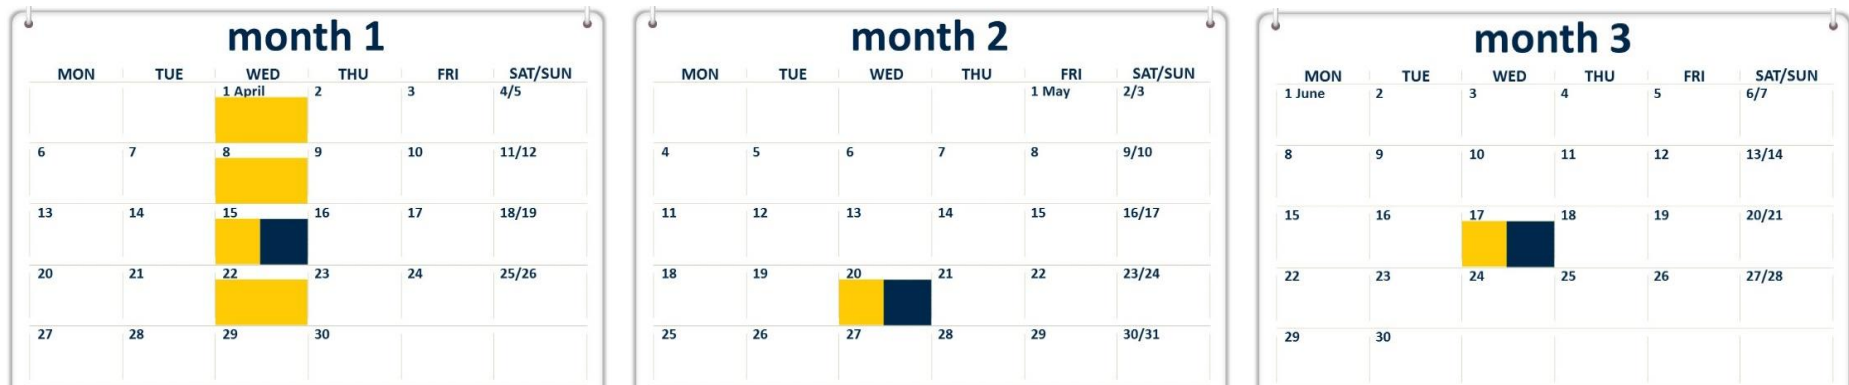 month 1
MON TUE WED THU FRI SAT/SUN
1 April 2 3 4/5
6 7 8 9 10 11/12
13 14 15 16 17 18/19
20 21 22 23 24 25/26
27 28 29 30
month 2
MON TUE WED THU FRI SAT/SUN
1 May 2/3
4 5 6 7 8 9/10
11 12 13 14 15 16/17
18 19 20 21 22 23/24
25 26 27 28 29 30/31
month 3
MON TUE WED THU FRI SAT/SUN
1 June 2 3 4 5 6/7
8 9 10 11 12 13/14
15 16 17 18 19 20/21
22 23 24 25 26 27/28
29 30